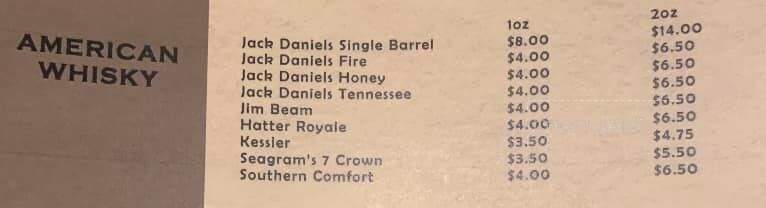 AMERICAN
WHISKY
1oz 2oz
Jack Daniels Single Barrel $8.00 $14.00
Jack Daniels Fire $4.00 $6.50
Jack Daniels Honey $4.00 $6.50
Jack Daniels Tennessee $4.00 $6.50
Jim Beam $4.00 $6.50
Hatter Royale $4.00 $6.50
Kessler $3.50 $4.75
Seagram's 7 Crown $3.50 $5.50
Southern Comfort $4.00 $6.50